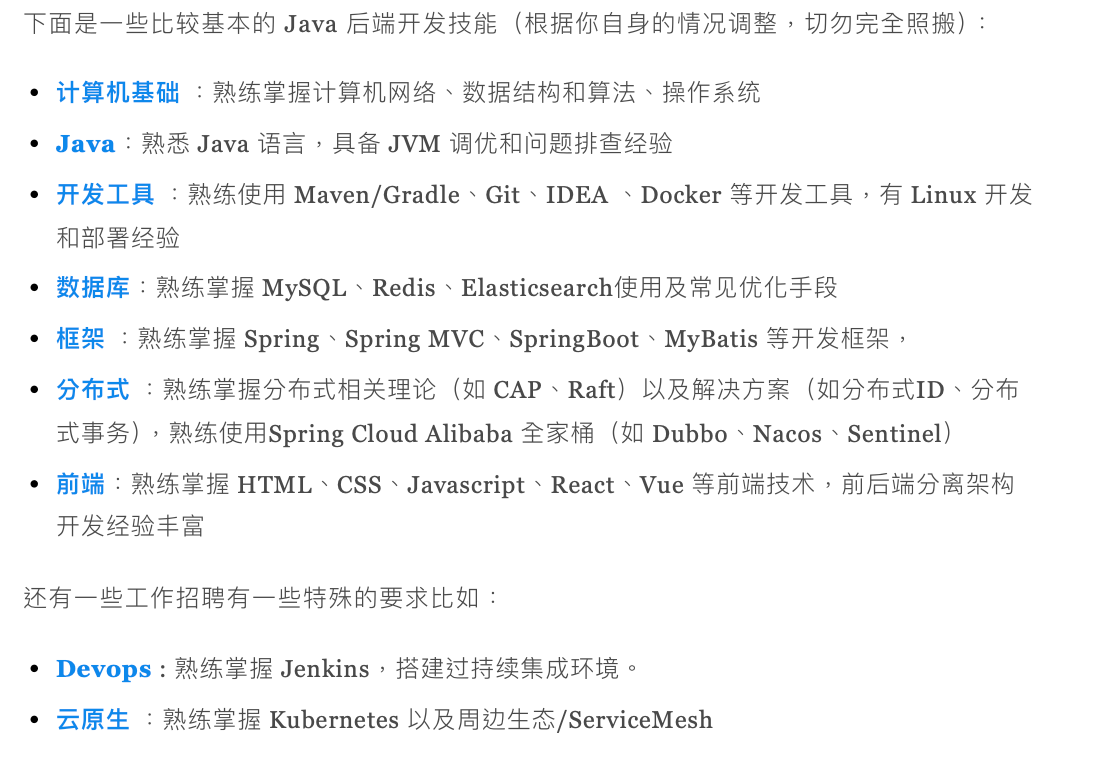 下面是一些比较基本的 Java 后端开发技能（根据你自身的情况调整，切勿完全照搬）：
• 计算机基础 ：熟练掌握计算机网络、数据结构和算法、操作系统
• Java：熟悉 Java 语言，具备 JVM 调优和问题排查经验
• 开发工具 ：熟练使用 Maven/Gradle、Git、IDEA 、Docker 等开发工具，有 Linux 开发
和部署经验
• 数据库：熟练掌握 MySQL、Redis、Elasticsearch使用及常见优化手段
• 框架 ：熟练掌握 Spring、Spring MVC、SpringBoot、MyBatis 等开发框架，
• 分布式 ：熟练掌握分布式相关理论（如 CAP、Raft）以及解决方案（如分布式ID、分布
式事务），熟练使用Spring Cloud Alibaba 全家桶（如 Dubbo、Nacos、Sentinel）
• 前端：熟练掌握 HTML、CSS、Javascript、React、Vue 等前端技术，前后端分离架构
开发经验丰富
还有一些工作招聘有一些特殊的要求比如：
• Devops : 熟练掌握 Jenkins，搭建过持续集成环境。
• 云原生 ：熟练掌握 Kubernetes 以及周边生态/ServiceMesh